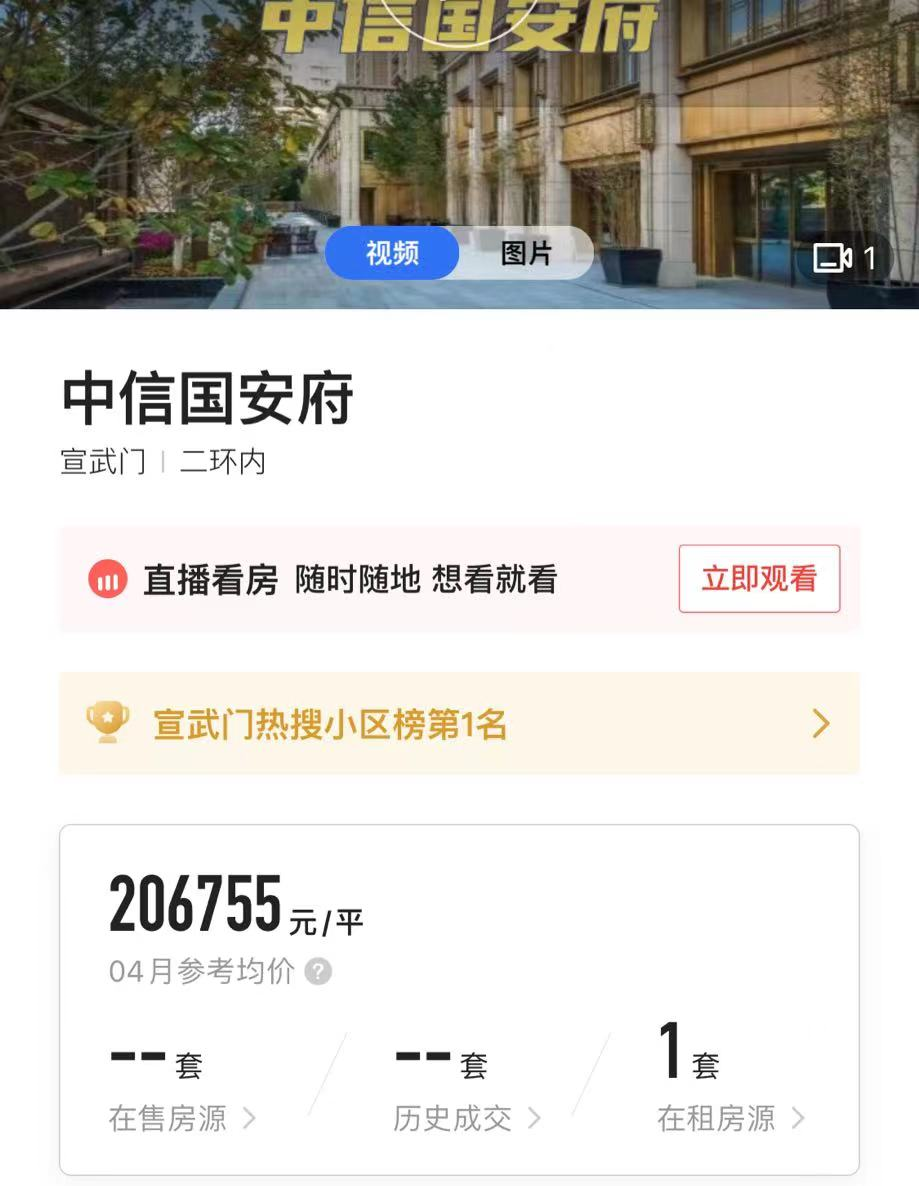 中信国安府
视频 图片 1
中信国安府
宣武门 | 二环内
直播看房 随时随地 想看就看 立即观看
宣武门热搜小区榜第1名
206755 元/平
04月参考均价 ?
-- 套 -- 套 1 套
在售房源 历史成交 在租房源